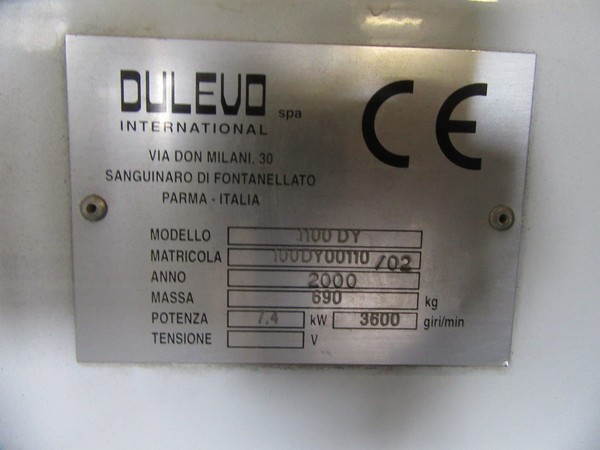 DULEVO spa
INTERNATIONAL
CE
VIA DON MILANI, 30
SANGUINARO DI FONTANELLATO
PARMA - ITALIA
MODELLO 1100 DY
MATRICOLA 100DY00110 /02
ANNO 2000
MASSA 690 kg
POTENZA 7.4 kW 3600 giri/min
TENSIONE V